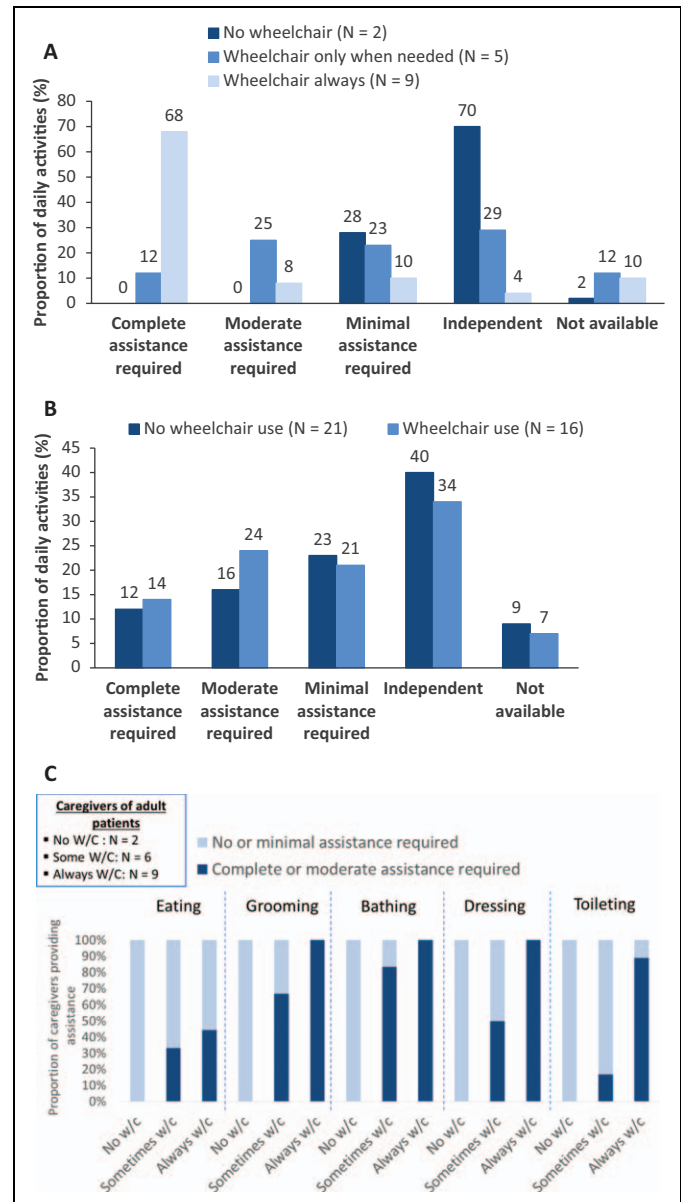 A
No wheelchair (N = 2)
Wheelchair only when needed (N = 5)
Wheelchair always (N = 9)
Proportion of daily activities (%)
80
70
60
50
40
30
20
10
0
0 12 68
0 25 8
28 23 10
70 29 4
2 12 10
Complete assistance required
Moderate assistance required
Minimal assistance required
Independent
Not available
B
No wheelchair use (N = 21) Wheelchair use (N = 16)
Proportion of daily activities (%)
45
40
35
30
25
20
15
10
5
0
12 14
16 24
23 21
40 34
9 7
Complete assistance required
Moderate assistance required
Minimal assistance required
Independent
Not available
C
Caregivers of adult
patients
▪ No W/C : N = 2
▪ Some W/C: N = 6
▪ Always W/C: N = 9
No or minimal assistance required
Complete or moderate assistance required
Eating Grooming Bathing Dressing Toileting
Proportion of caregivers providing
assistance
100%
90%
80%
70%
60%
50%
40%
30%
20%
10%
0%
No w/c Sometimes w/c Always w/c
No w/c Sometimes w/c Always w/c
No w/c Sometimes w/c Always w/c
No w/c Sometimes w/c Always w/c
No w/c Sometimes w/c Always w/c